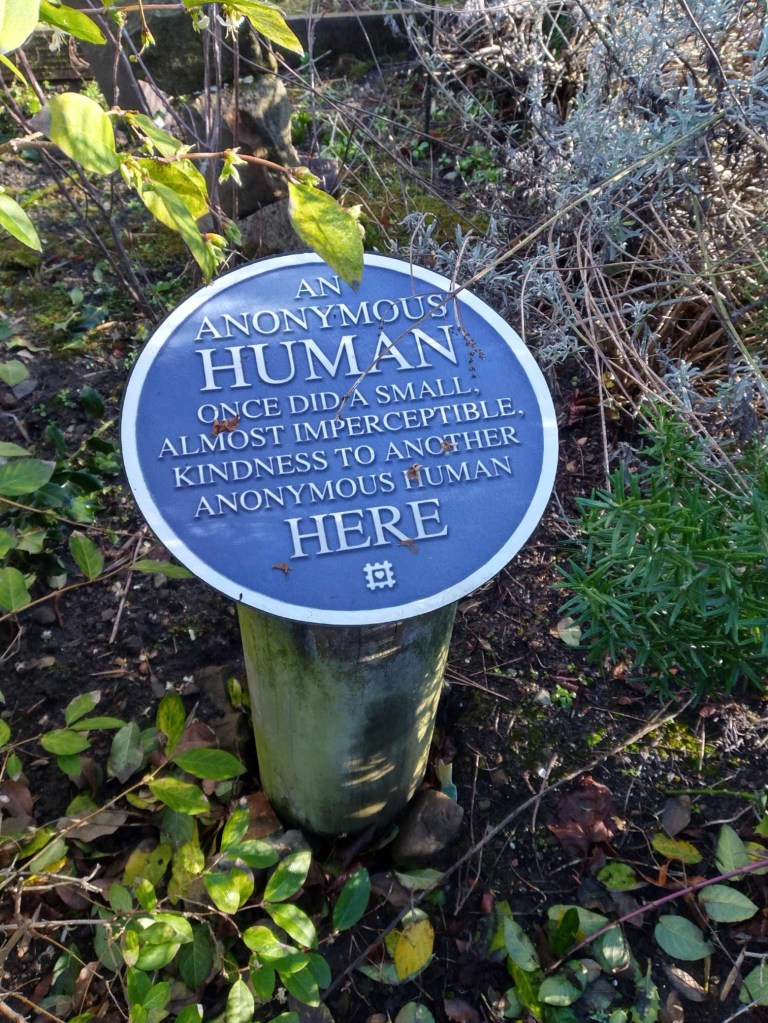 AN
ANONYMOUS
HUMAN
ONCE DID A SMALL,
ALMOST IMPERCEPTIBLE,
KINDNESS TO ANOTHER
ANONYMOUS HUMAN
HERE